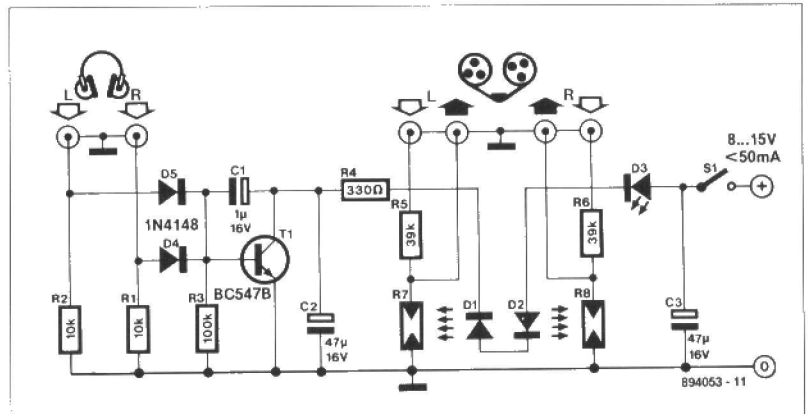 L
R
L
R
8...15V
<50mA
D5
C1
1µ
16V
R4
330Ω
D3
S1
+
1N4148
D4
T1
BC547B
R5
39k
R6
39k
R2
10k
R1
10k
R3
100k
C2
47µ
16V
R7
D1
D2
R8
C3
47µ
16V
0
894053 - 11